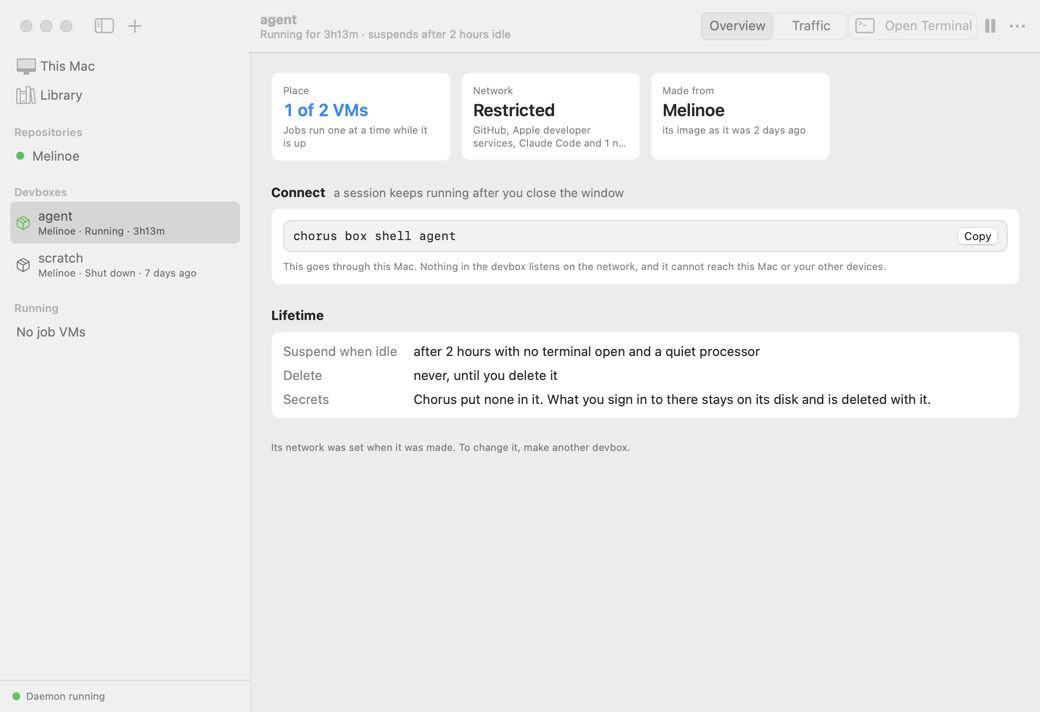 agent
Running for 3h13m · suspends after 2 hours idle
Overview
Traffic
Open Terminal
This Mac
Library
Repositories
Melinoe
Devboxes
agent
Melinoe · Running · 3h13m
scratch
Melinoe · Shut down · 7 days ago
Running
No job VMs
Daemon running
Place
1 of 2 VMs
Jobs run one at a time while it
is up
Network
Restricted
GitHub, Apple developer
services, Claude Code and 1 n...
Made from
Melinoe
its image as it was 2 days ago
Connect a session keeps running after you close the window
chorus box shell agent
Copy
This goes through this Mac. Nothing in the devbox listens on the network, and it cannot reach this Mac or your other devices.
Lifetime
Suspend when idle after 2 hours with no terminal open and a quiet processor
Delete never, until you delete it
Secrets Chorus put none in it. What you sign in to there stays on its disk and is deleted with it.
Its network was set when it was made. To change it, make another devbox.